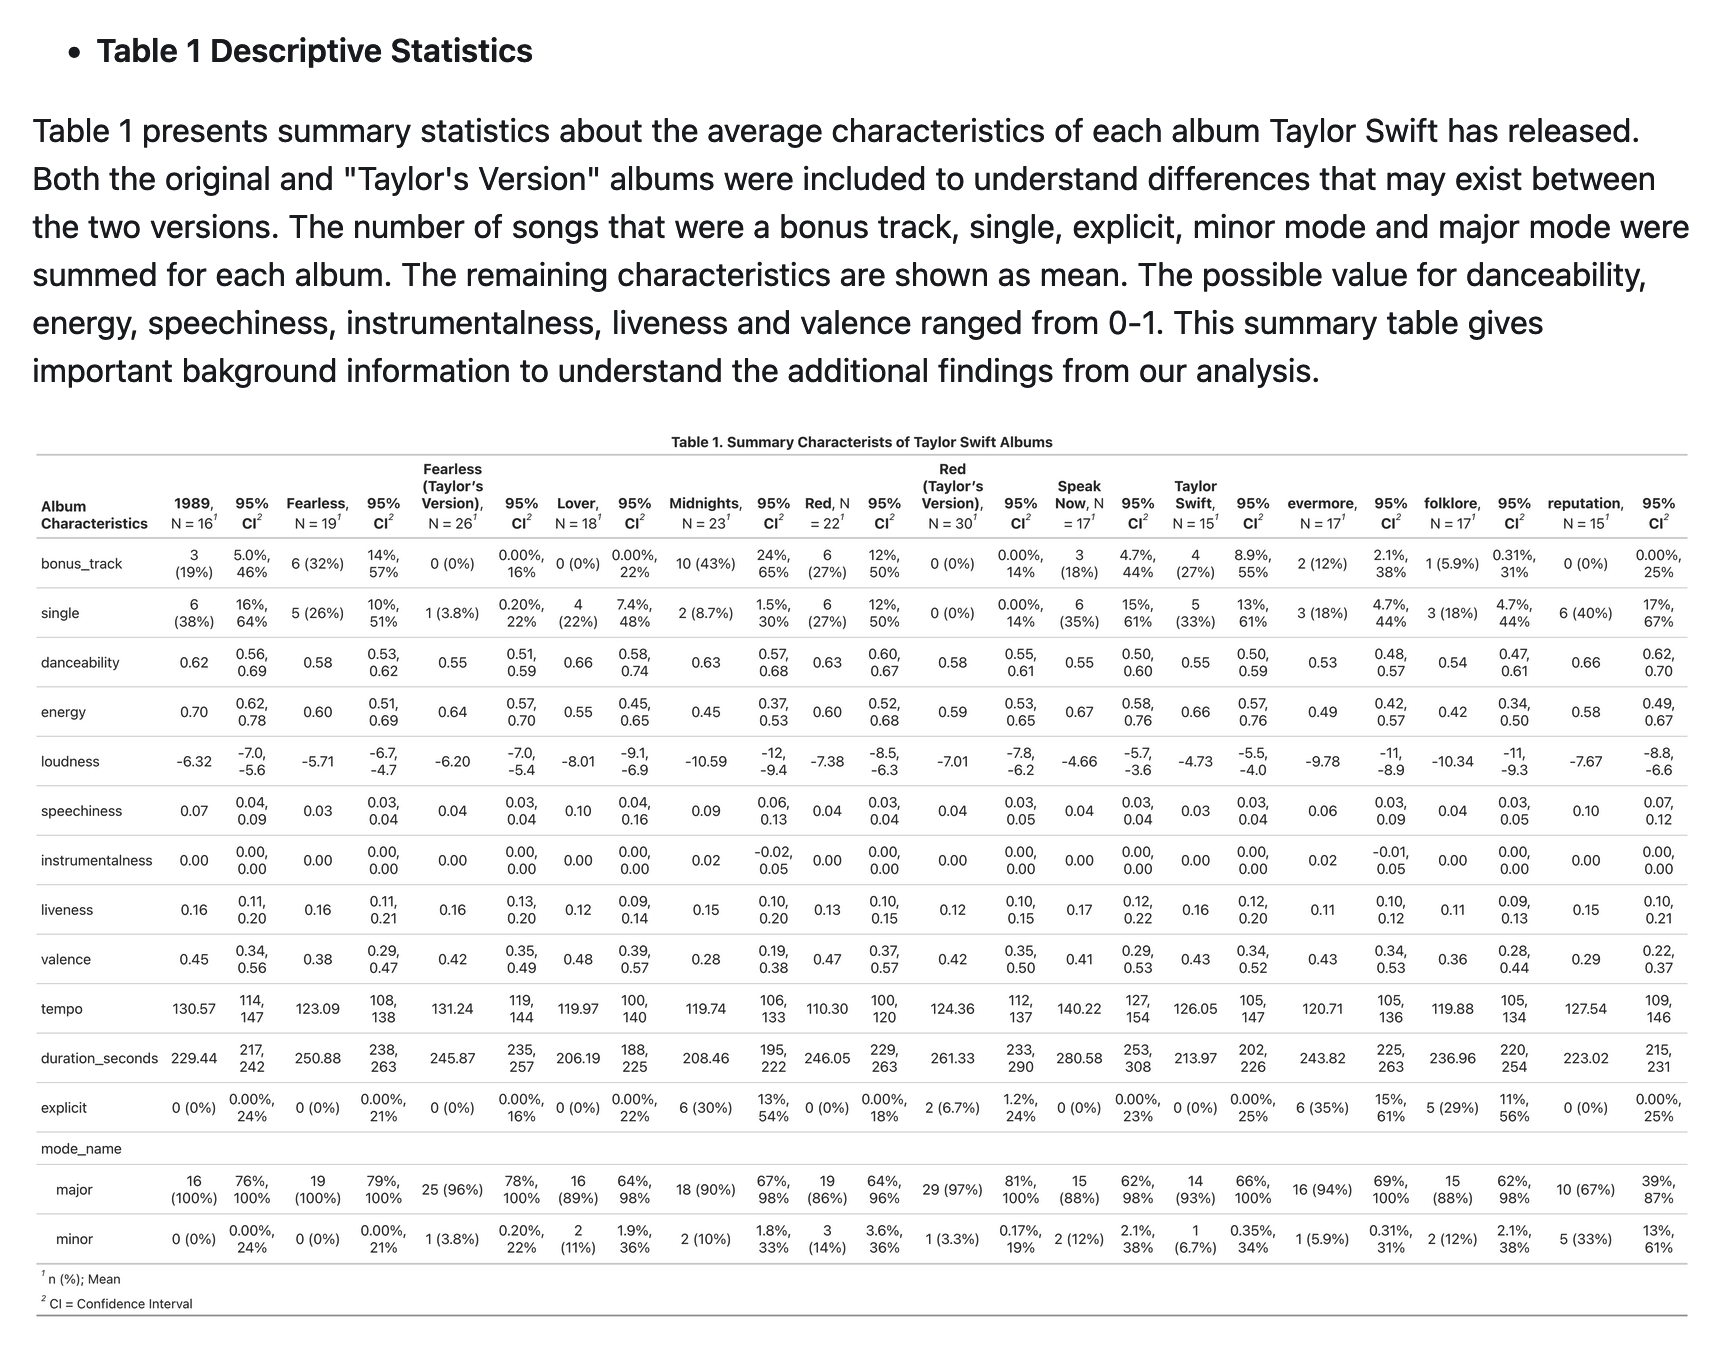 • Table 1 Descriptive Statistics
Table 1 presents summary statistics about the average characteristics of each album Taylor Swift has released.
Both the original and "Taylor's Version" albums were included to understand differences that may exist between
the two versions. The number of songs that were a bonus track, single, explicit, minor mode and major mode were
summed for each album. The remaining characteristics are shown as mean. The possible value for danceability,
energy, speechiness, instrumentalness, liveness and valence ranged from 0-1. This summary table gives
important bakground information to understand the additional findings from our analysis.
Table 1. Summary Characterists of Taylor Swift Albums
Album Characteristics | 1989, N = 16¹ | 95% CI² | Fearless, N = 19¹ | 95% CI² | Fearless (Taylor’s Version), N = 26¹ | 95% CI² | Lover, N = 18¹ | 95% CI² | Midnights, N = 23¹ | 95% CI² | Red, N = 22¹ | 95% CI² | Red (Taylor’s Version), N = 30¹ | 95% CI² | Speak Now, N = 17¹ | 95% CI² | Taylor Swift, N = 15¹ | 95% CI² | evermore, N = 17¹ | 95% CI² | folklore, N = 17¹ | 95% CI² | reputation, N = 15¹ | 95% CI²
bonus_track | 3 (19%) | 5.0%, 46% | 6 (32%) | 14%, 57% | 0 (0%) | 0.00%, 16% | 0 (0%) | 0.00%, 22% | 10 (43%) | 24%, 65% | 6 (27%) | 12%, 50% | 0 (0%) | 0.00%, 14% | 3 (18%) | 4.7%, 44% | 4 (27%) | 8.9%, 55% | 2 (12%) | 2.1%, 38% | 1 (5.9%) | 0.31%, 31% | 0 (0%) | 0.00%, 25%
single | 6 (38%) | 16%, 64% | 5 (26%) | 10%, 51% | 1 (3.8%) | 0.20%, 22% | 4 (22%) | 7.4%, 48% | 2 (8.7%) | 1.5%, 30% | 6 (27%) | 12%, 50% | 0 (0%) | 0.00%, 14% | 6 (35%) | 15%, 61% | 5 (33%) | 13%, 61% | 3 (18%) | 4.7%, 44% | 3 (18%) | 4.7%, 44% | 6 (40%) | 17%, 67%
danceability | 0.62 | 0.56, 0.69 | 0.58 | 0.53, 0.62 | 0.55 | 0.51, 0.59 | 0.66 | 0.58, 0.74 | 0.63 | 0.57, 0.68 | 0.63 | 0.60, 0.67 | 0.58 | 0.55, 0.61 | 0.55 | 0.50, 0.60 | 0.55 | 0.50, 0.59 | 0.53 | 0.48, 0.57 | 0.54 | 0.47, 0.61 | 0.66 | 0.62, 0.70
energy | 0.70 | 0.62, 0.78 | 0.60 | 0.51, 0.69 | 0.64 | 0.57, 0.70 | 0.55 | 0.45, 0.65 | 0.45 | 0.37, 0.53 | 0.60 | 0.52, 0.68 | 0.59 | 0.53, 0.65 | 0.67 | 0.58, 0.76 | 0.66 | 0.57, 0.76 | 0.49 | 0.42, 0.57 | 0.42 | 0.34, 0.50 | 0.58 | 0.49, 0.67
loudness | -6.32 | -7.0, -5.6 | -5.71 | -6.7, -4.7 | -6.20 | -7.0, -5.4 | -8.01 | -9.1, -6.9 | -10.59 | -12, -9.4 | -7.38 | -8.5, -6.3 | -7.01 | -7.8, -6.2 | -4.66 | -5.7, -3.6 | -4.73 | -5.5, -4.0 | -9.78 | -11, -8.9 | -10.34 | -11, -9.3 | -7.67 | -8.8, -6.6
speechiness | 0.07 | 0.04, 0.09 | 0.03 | 0.03, 0.04 | 0.04 | 0.03, 0.04 | 0.10 | 0.04, 0.16 | 0.09 | 0.06, 0.13 | 0.04 | 0.03, 0.04 | 0.04 | 0.03, 0.05 | 0.04 | 0.03, 0.04 | 0.03 | 0.03, 0.04 | 0.06 | 0.03, 0.09 | 0.04 | 0.03, 0.05 | 0.10 | 0.07, 0.12
instrumentalness | 0.00 | 0.00, 0.00 | 0.00 | 0.00, 0.00 | 0.00 | 0.00, 0.00 | 0.00 | 0.00, 0.00 | 0.02 | -0.02, 0.05 | 0.00 | 0.00, 0.00 | 0.00 | 0.00, 0.00 | 0.00 | 0.00, 0.00 | 0.00 | 0.00, 0.00 | 0.02 | -0.01, 0.05 | 0.00 | 0.00, 0.00 | 0.00 | 0.00, 0.00
liveness | 0.16 | 0.11, 0.20 | 0.16 | 0.11, 0.21 | 0.16 | 0.13, 0.20 | 0.12 | 0.09, 0.14 | 0.15 | 0.10, 0.20 | 0.13 | 0.10, 0.15 | 0.12 | 0.10, 0.15 | 0.17 | 0.12, 0.22 | 0.16 | 0.12, 0.20 | 0.11 | 0.10, 0.12 | 0.11 | 0.09, 0.13 | 0.15 | 0.10, 0.21
valence | 0.45 | 0.34, 0.56 | 0.38 | 0.29, 0.47 | 0.42 | 0.35, 0.49 | 0.48 | 0.39, 0.57 | 0.28 | 0.19, 0.38 | 0.47 | 0.37, 0.57 | 0.42 | 0.35, 0.50 | 0.41 | 0.29, 0.53 | 0.43 | 0.34, 0.52 | 0.43 | 0.34, 0.53 | 0.36 | 0.28, 0.44 | 0.29 | 0.22, 0.37
tempo | 130.57 | 114, 147 | 123.09 | 108, 138 | 131.24 | 119, 144 | 119.97 | 100, 140 | 119.74 | 106, 133 | 110.30 | 100, 120 | 124.36 | 112, 137 | 140.22 | 127, 154 | 126.05 | 105, 147 | 120.71 | 105, 136 | 119.88 | 105, 134 | 127.54 | 109, 146
duration_seconds | 229.44 | 217, 242 | 250.88 | 238, 263 | 245.87 | 235, 257 | 206.19 | 188, 225 | 208.46 | 195, 222 | 246.05 | 229, 263 | 261.33 | 233, 290 | 280.58 | 253, 308 | 213.97 | 202, 226 | 243.82 | 225, 263 | 236.96 | 220, 254 | 223.02 | 215, 231
explicit | 0 (0%) | 0.00%, 24% | 0 (0%) | 0.00%, 21% | 0 (0%) | 0.00%, 16% | 0 (0%) | 0.00%, 22% | 6 (30%) | 13%, 54% | 0 (0%) | 0.00%, 18% | 2 (6.7%) | 1.2%, 24% | 0 (0%) | 0.00%, 23% | 0 (0%) | 0.00%, 25% | 6 (35%) | 15%, 61% | 5 (29%) | 11%, 56% | 0 (0%) | 0.00%, 25%
mode_name
major | 16 (100%) | 76%, 100% | 19 (100%) | 79%, 100% | 25 (96%) | 78%, 100% | 16 (89%) | 64%, 98% | 18 (90%) | 67%, 98% | 19 (86%) | 64%, 96% | 29 (97%) | 81%, 100% | 15 (88%) | 62%, 98% | 14 (93%) | 66%, 100% | 16 (94%) | 69%, 100% | 15 (88%) | 62%, 98% | 10 (67%) | 39%, 87%
minor | 0 (0%) | 0.00%, 24% | 0 (0%) | 0.00%, 21% | 1 (3.8%) | 0.20%, 22% | 2 (11%) | 1.9%, 36% | 2 (10%) | 1.8%, 33% | 3 (14%) | 3.6%, 36% | 1 (3.3%) | 0.17%, 19% | 2 (12%) | 2.1%, 38% | 1 (6.7%) | 0.35%, 34% | 1 (5.9%) | 0.31%, 31% | 2 (12%) | 2.1%, 38% | 5 (33%) | 13%, 61%
¹ n (%); Mean
² CI = Confidence Interval